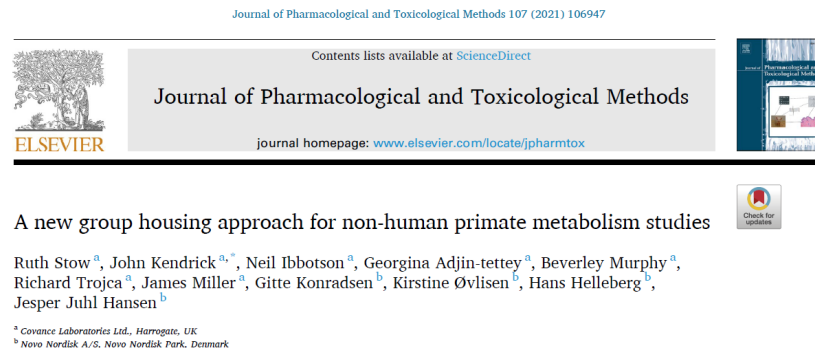 Journal of Pharmacological and Toxicological Methods 107 (2021) 106947
Contents lists available at ScienceDirect
Journal of Pharmacological and Toxicological Methods
journal homepage: www.elsevier.com/locate/jpharmtox
ELSEVIER
Check for
updates
A new group housing approach for non-human primate metabolism studies
Ruth Stow a, John Kendrick a,*, Neil Ibbotson a, Georgina Adjin-tettey a, Beverley Murphy a,
Richard Trojca a, James Miller a, Gitte Konradsen b, Kirstine Øvlisen b, Hans Helleberg b,
Jesper Juhl Hansen b
a Covance Laboratories Ltd., Harrogate, UK
b Novo Nordisk A/S, Novo Nordisk Park, Denmark